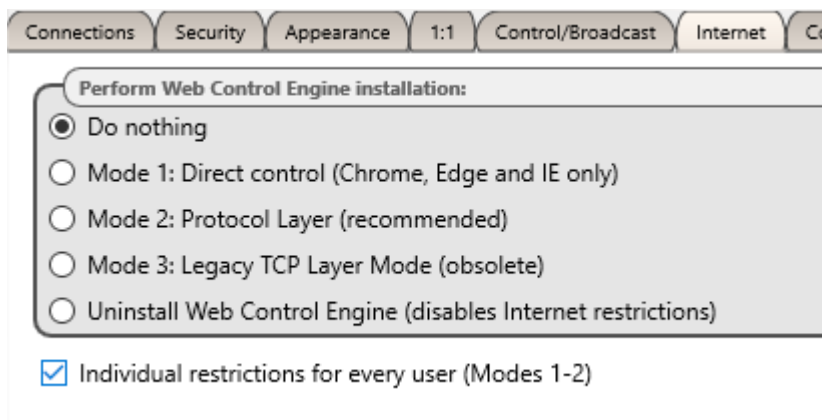 Connections Security Appearance 1:1 Control/Broadcast Internet
Perform Web Control Engine installation:
Do nothing
Mode 1: Direct control (Chrome, Edge and IE only)
Mode 2: Protocol Layer (recommended)
Mode 3: Legacy TCP Layer Mode (obsolete)
Uninstall Web Control Engine (disables Internet restrictions)
Individual restrictions for every user (Modes 1-2)